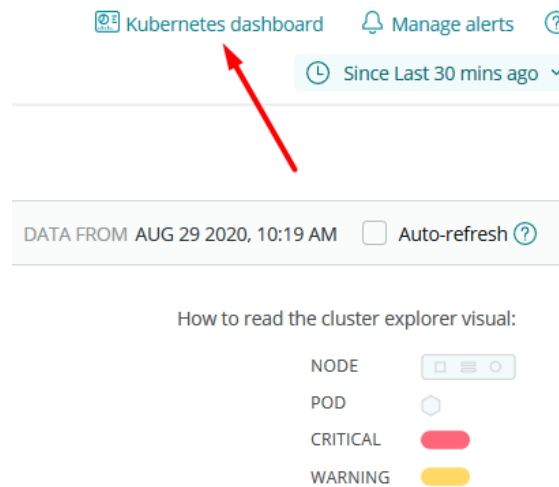 Kubernetes dashboard Manage alerts ?
Since Last 30 mins ago
DATA FROM AUG 29 2020, 10:19 AM Auto-refresh ?
How to read the cluster explorer visual:
NODE
POD
CRITICAL
WARNING